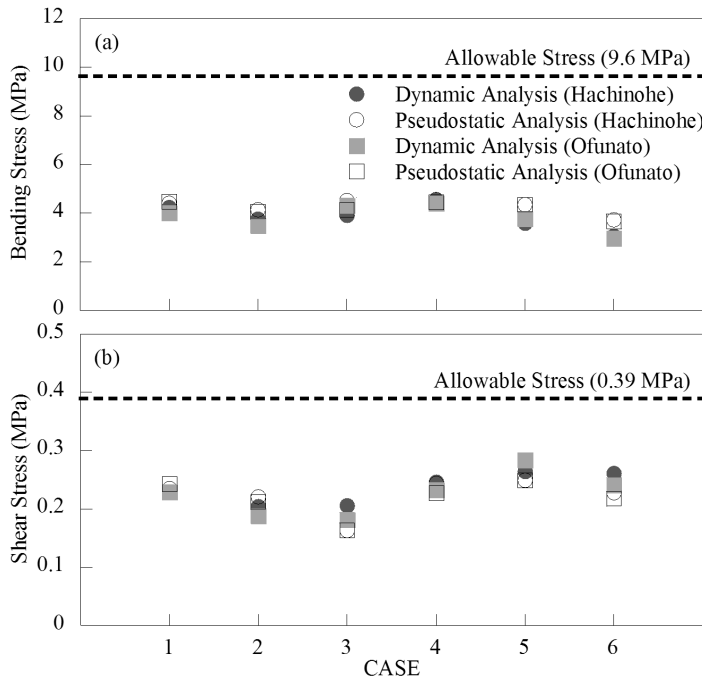 12
(a)
Allowable Stress (9.6 MPa)
10
Dynamic Analysis (Hachinohe)
8
Pseudostatic Analysis (Hachinohe)
Dynamic Analysis (Ofunato)
6
Pseudostatic Analysis (Ofunato)
4
2
0
Bending Stress (MPa)
0.5
(b)
Allowable Stress (0.39 MPa)
0.4
0.3
0.2
0.1
0
Shear Stress (MPa)
1 2 3 4 5 6
CASE